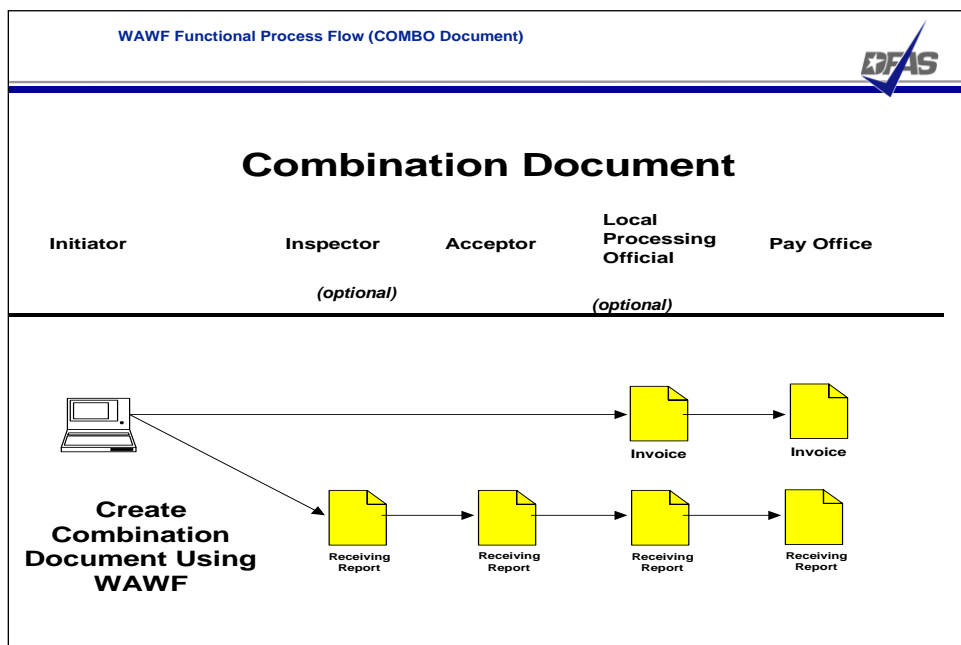 WAWF Functional Process Flow (COMBO Document)
DFAS
Combination Document
Initiator
Inspector
(optional)
Acceptor
Local
Processing
Official
(optional)
Pay Office
Invoice
Invoice
Create
Combination
Document Using
WAWF
Receiving
Report
Receiving
Report
Receiving
Report
Receiving
Report